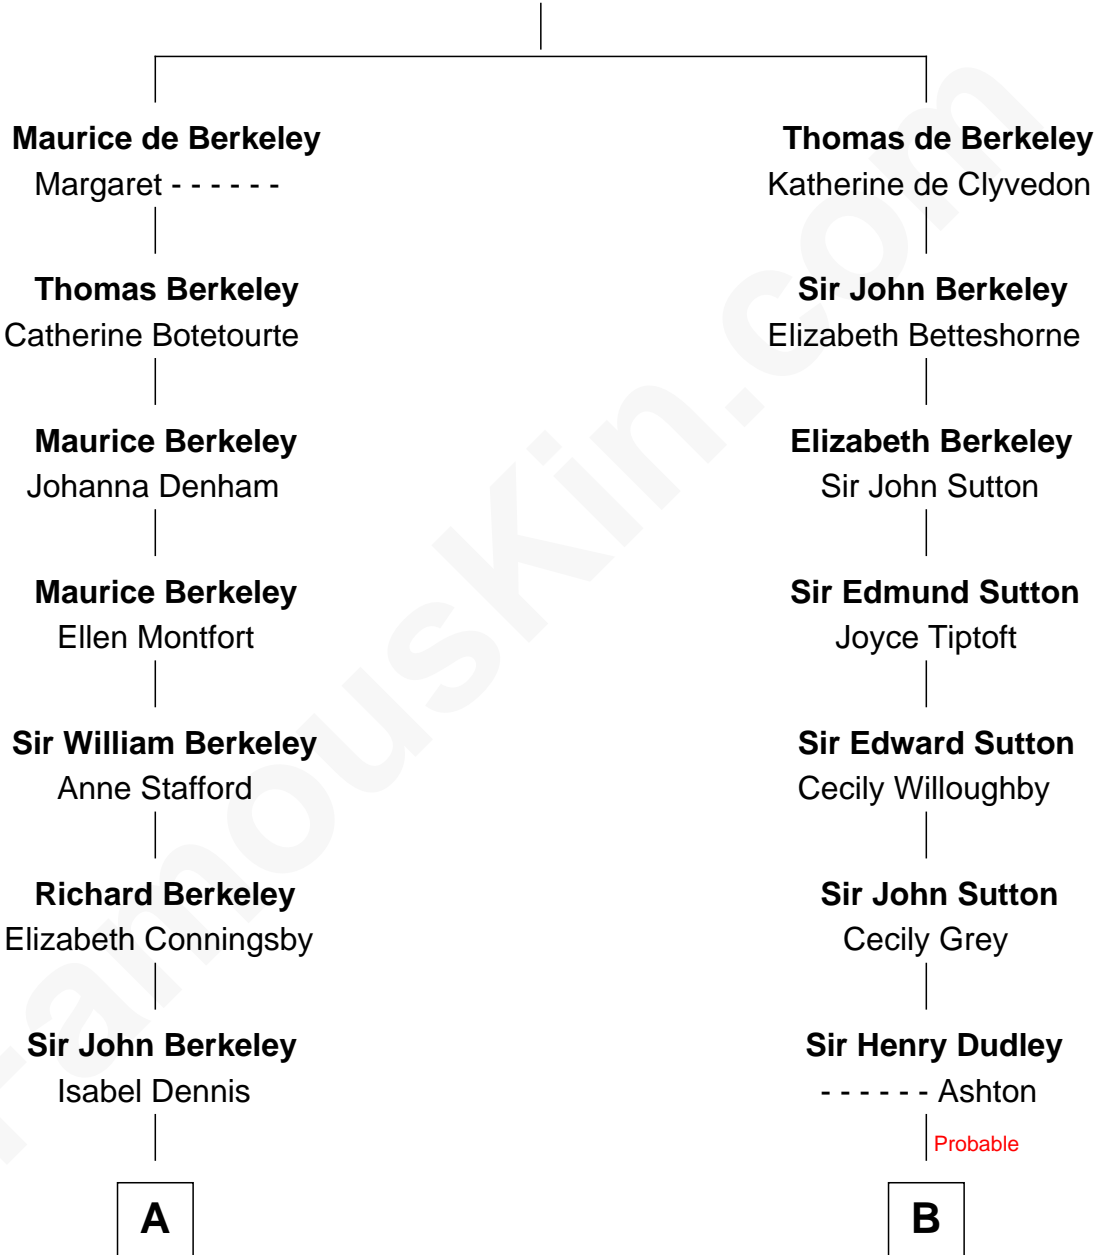 Maurice de Berkeley
Margaret - - - - - -
Thomas Berkeley
Catherine Botetourte
Maurice Berkeley
Johanna Denham
Maurice Berkeley
Ellen Montfort
Sir William Berkeley
Anne Stafford
Richard Berkeley
Elizabeth Conningsby
Sir John Berkeley
Isabel Dennis
A
Thomas de Berkeley
Katherine de Clyvedon
Sir John Berkeley
Elizabeth Betteshorne
Elizabeth Berkeley
Sir John Sutton
Sir Edmund Sutton
Joyce Tiptoft
Sir Edward Sutton
Cecily Willoughby
Sir John Sutton
Cecily Grey
Sir Henry Dudley
- - - - - - Ashton
Probable
B
FamousKin.com